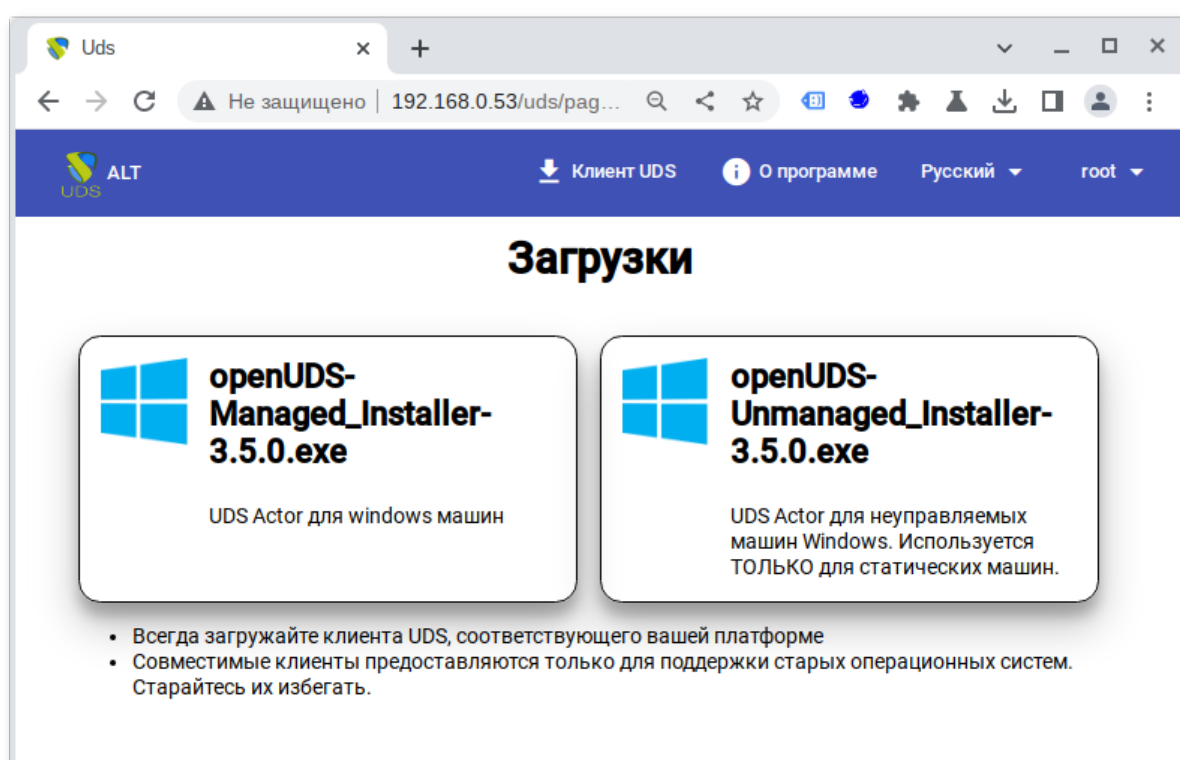 Uds
Не защищено 192.168.0.53/uds/pag...
UDS ALT Клиент UDS О программе Русский root
Загрузки
openUDS-
Managed_Installer-
3.5.0.exe
UDS Actor для windows машин
openUDS-
Unmanaged_Installer-
3.5.0.exe
UDS Actor для неуправляемых
машин Windows. Используется
ТОЛЬКО для статических машин.
• Всегда загружайте клиента UDS, соответствующего вашей платформе
• Совместимые клиенты предоставляются только для поддержки старых операционных систем.
Старайтесь их избегать.